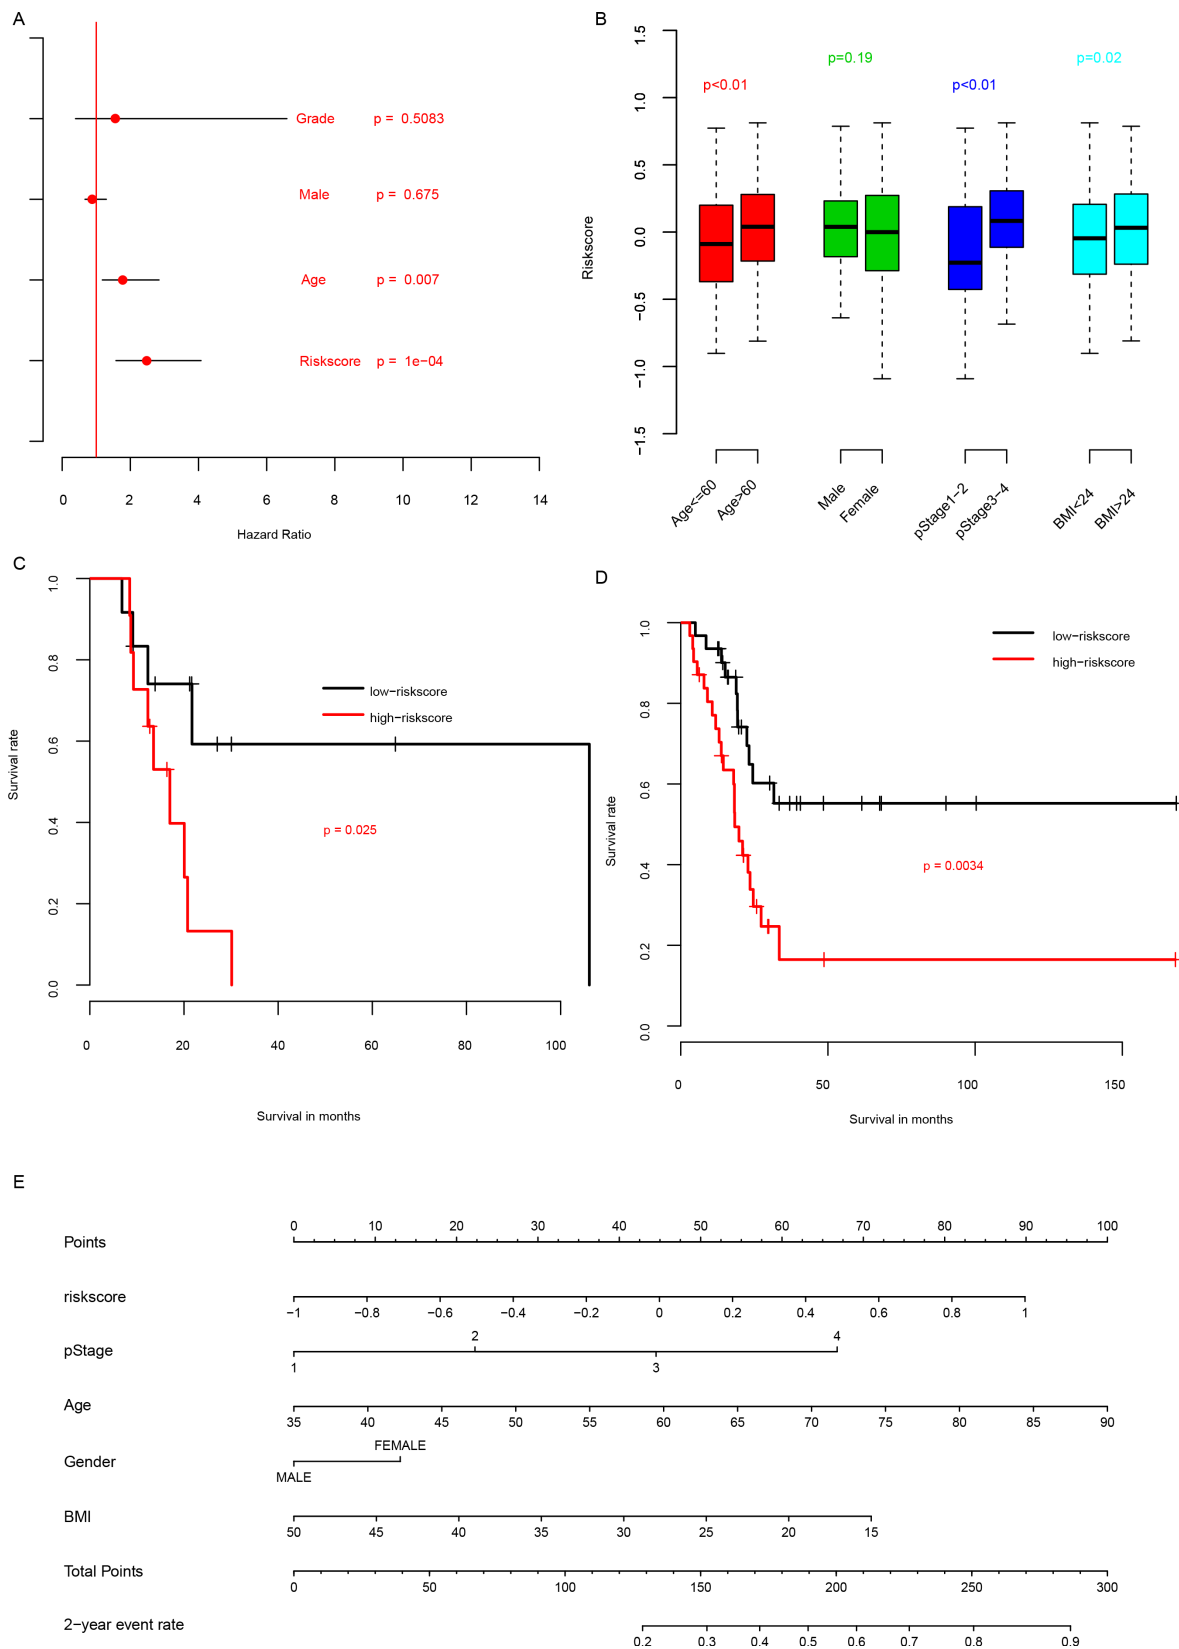 A
Grade p = 0.5083
Male p = 0.675
Age p = 0.007
Riskscore p = 1e−04
0 2 4 6 8 10 12 14
Hazard Ratio
B
1.5
1.0
0.5
0.0
−0.5
−1.0
−1.5
Riskscore
p<0.01
p=0.19
p<0.01
p=0.02
Age<=60
Age>60
Male
Female
pStage1−2
pStage3−4
BMI<24
BMI>24
C
1.0
0.8
0.6
0.4
0.2
0.0
Survival rate
low−riskscore
high−riskscore
p = 0.025
0 20 40 60 80 100
Survival in months
D
1.0
0.8
0.6
0.4
0.2
0.0
Survival rate
low−riskscore
high−riskscore
p = 0.0034
0 50 100 150
Survival in months
E
0 10 20 30 40 50 60 70 80 90 100
Points
riskscore
−1 −0.8 −0.6 −0.4 −0.2 0 0.2 0.4 0.6 0.8 1
2 4
pStage
1 3
Age
35 40 45 50 55 60 65 70 75 80 85 90
FEMALE
Gender
MALE
BMI
50 45 40 35 30 25 20 15
Total Points
0 50 100 150 200 250 300
2−year event rate
0.2 0.3 0.4 0.5 0.6 0.7 0.8 0.9